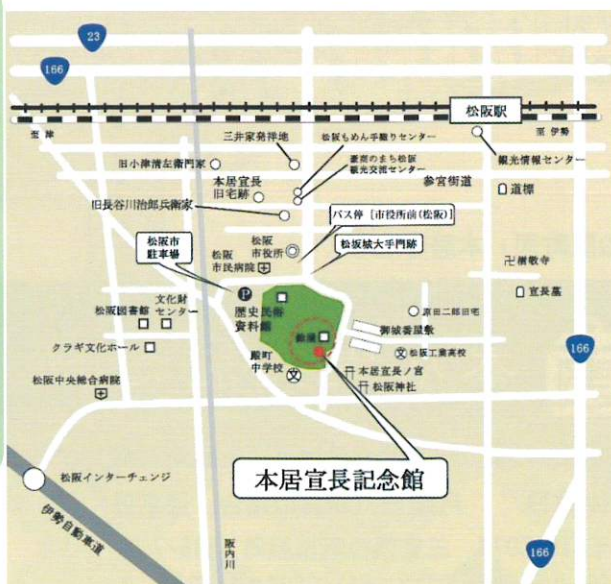 23
166
松阪駅
至 津
三井家発祥地
松阪もめん手織りセンター
至 伊勢
旧小津清左衛門家
豪商のまち松阪
観光交流センター
観光情報センター
本居宣長
旧宅跡
参宮街道
道標
旧長谷川治郎兵衛家
バス停［市役所前(松阪)］
松阪市
駐車場
松阪
市役所
松坂城大手門跡
松阪
市民病院
樹敬寺
P
宣長墓
松阪図書館
文化財
センター
歴史民俗
資料館
原田二郎旧宅
鈴屋
御城番屋敷
166
クラギ文化ホール
松阪工業高校
文
殿町
中学校
文
本居宣長ノ宮
松阪神社
松阪中央総合病院
本居宣長記念館
松阪インターチェンジ
伊勢自動車道
阪内川
166